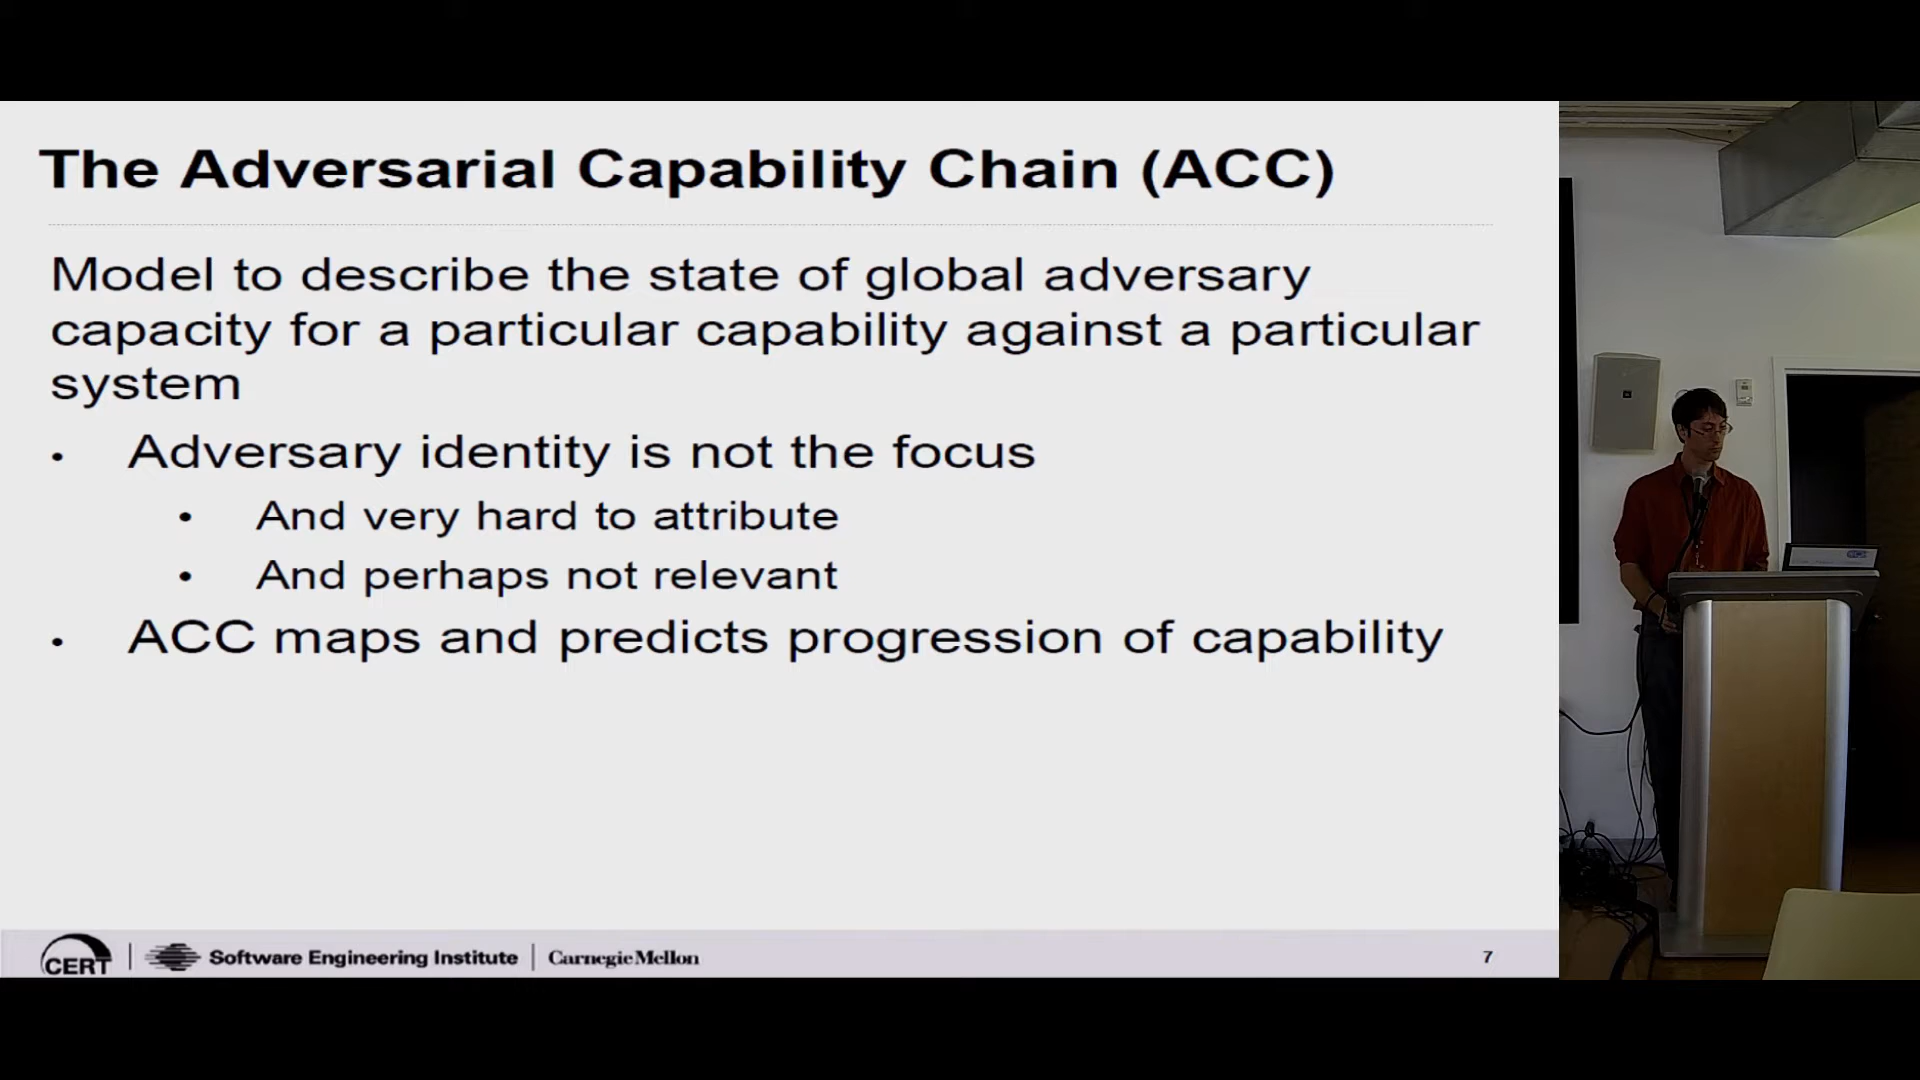 The Adversarial Capability Chain (ACC)
Model to describe the state of global adversary
capacity for a particular capability against a particular
system
• Adversary identity is not the focus
• And very hard to attribute
• And perhaps not relevant
• ACC maps and predicts progression of capability
CERT | Software Engineering Institute | Carnegie Mellon 7